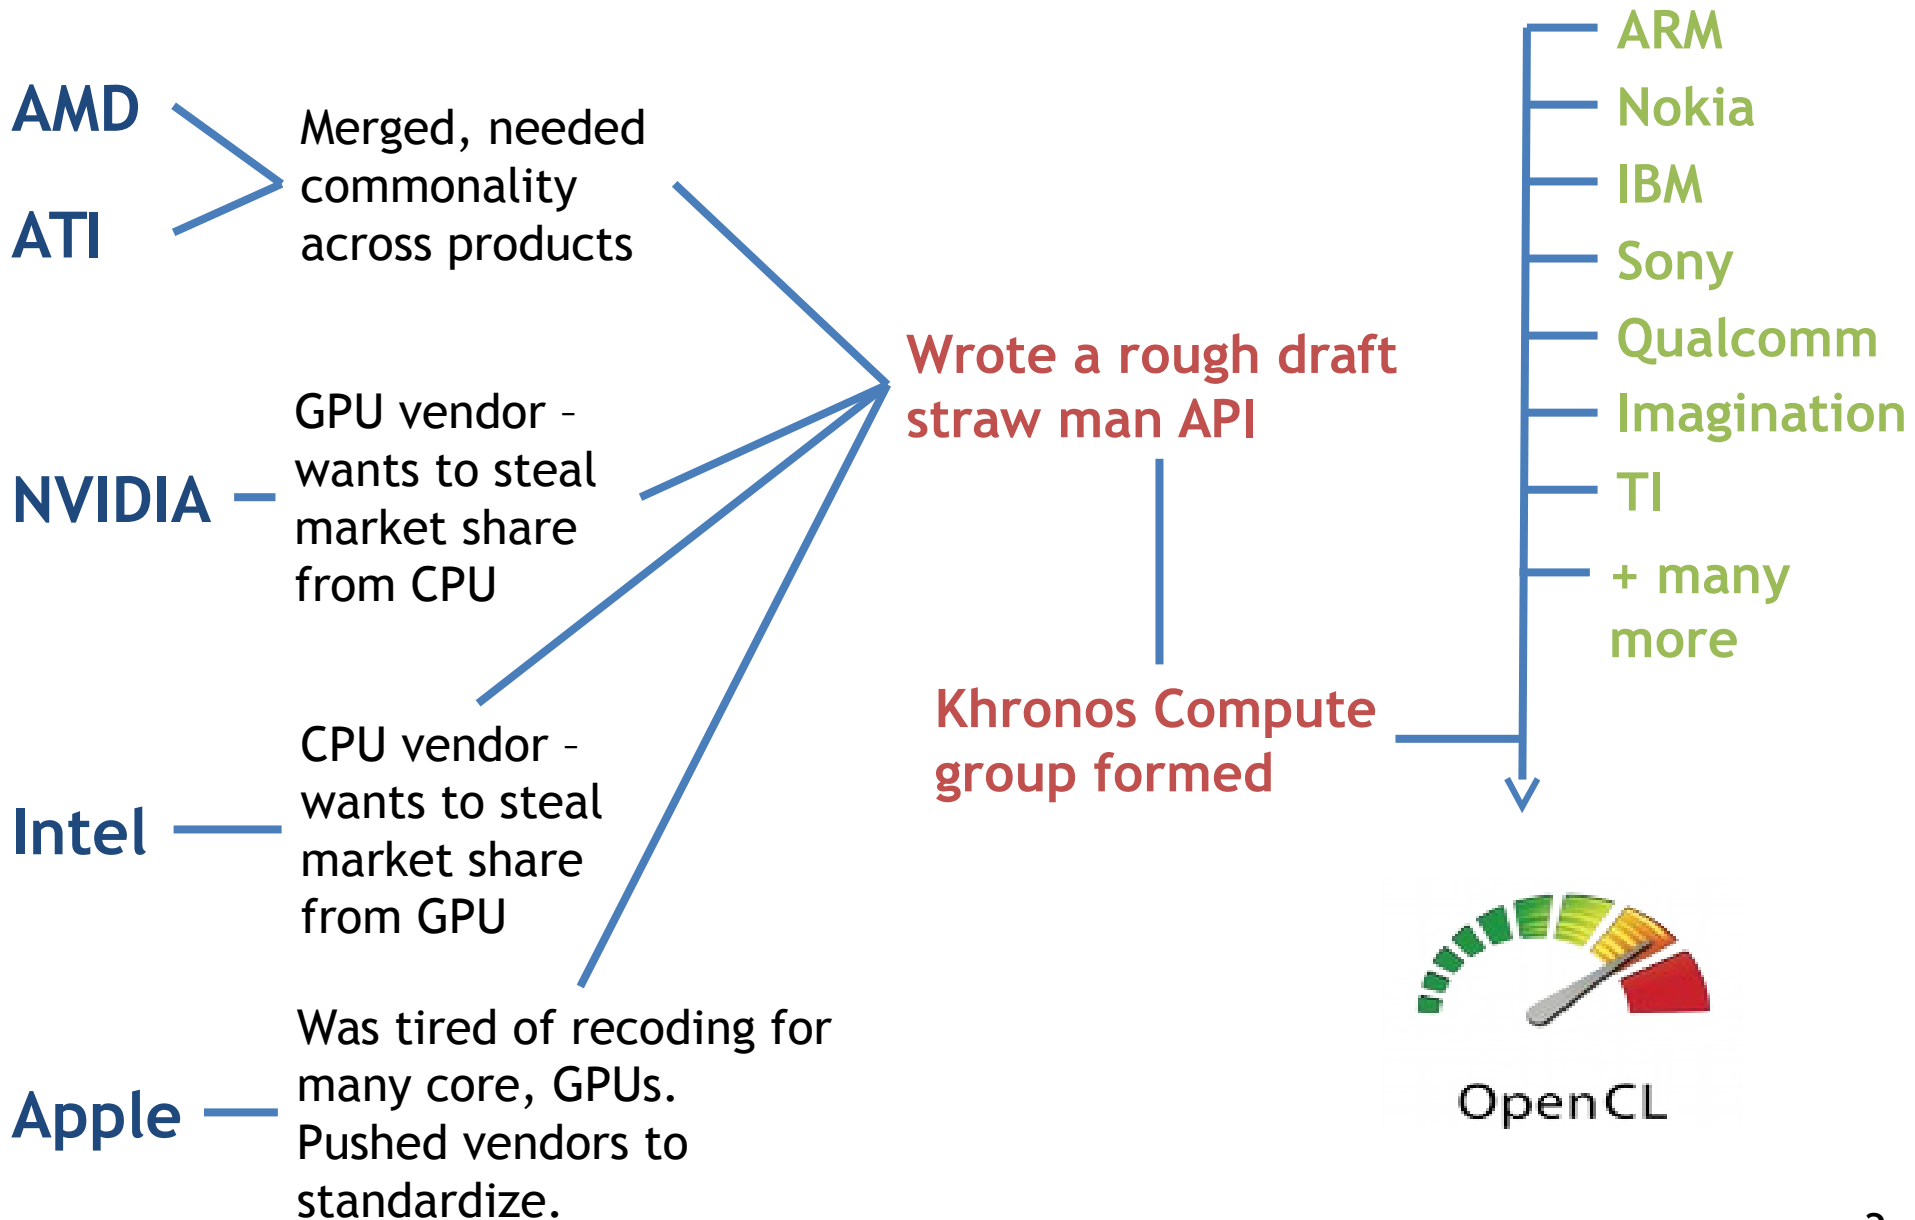 AMD
ATI
Merged, needed
commonality
across products
NVIDIA
GPU vendor –
wants to steal
market share
from CPU
Intel
CPU vendor –
wants to steal
market share
from GPU
Apple
Was tired of recoding for
many core, GPUs.
Pushed vendors to
standardize.
Wrote a rough draft
straw man API
Khronos Compute
group formed
ARM
Nokia
IBM
Sony
Qualcomm
Imagination
TI
+ many
more
OpenCL